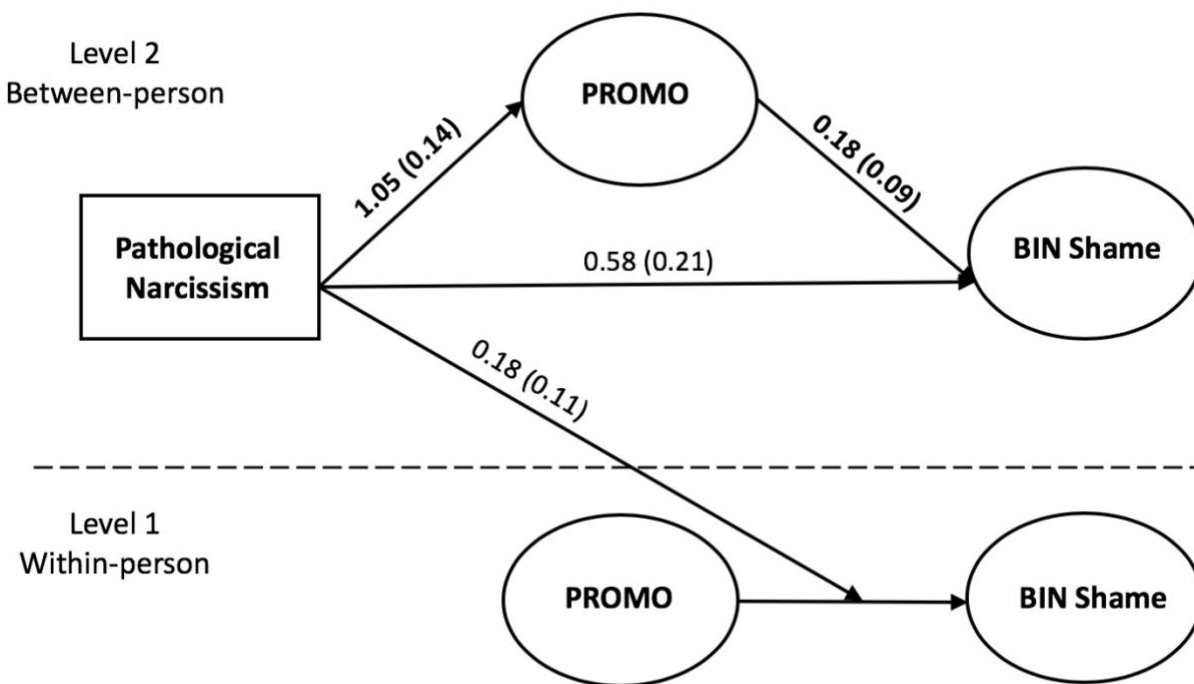 Level 2
Between-person
PROMO
1.05 (0.14)
0.18 (0.09)
Pathological
Narcissism
0.58 (0.21)
BIN Shame
0.18 (0.11)
Level 1
Within-person
PROMO
BIN Shame